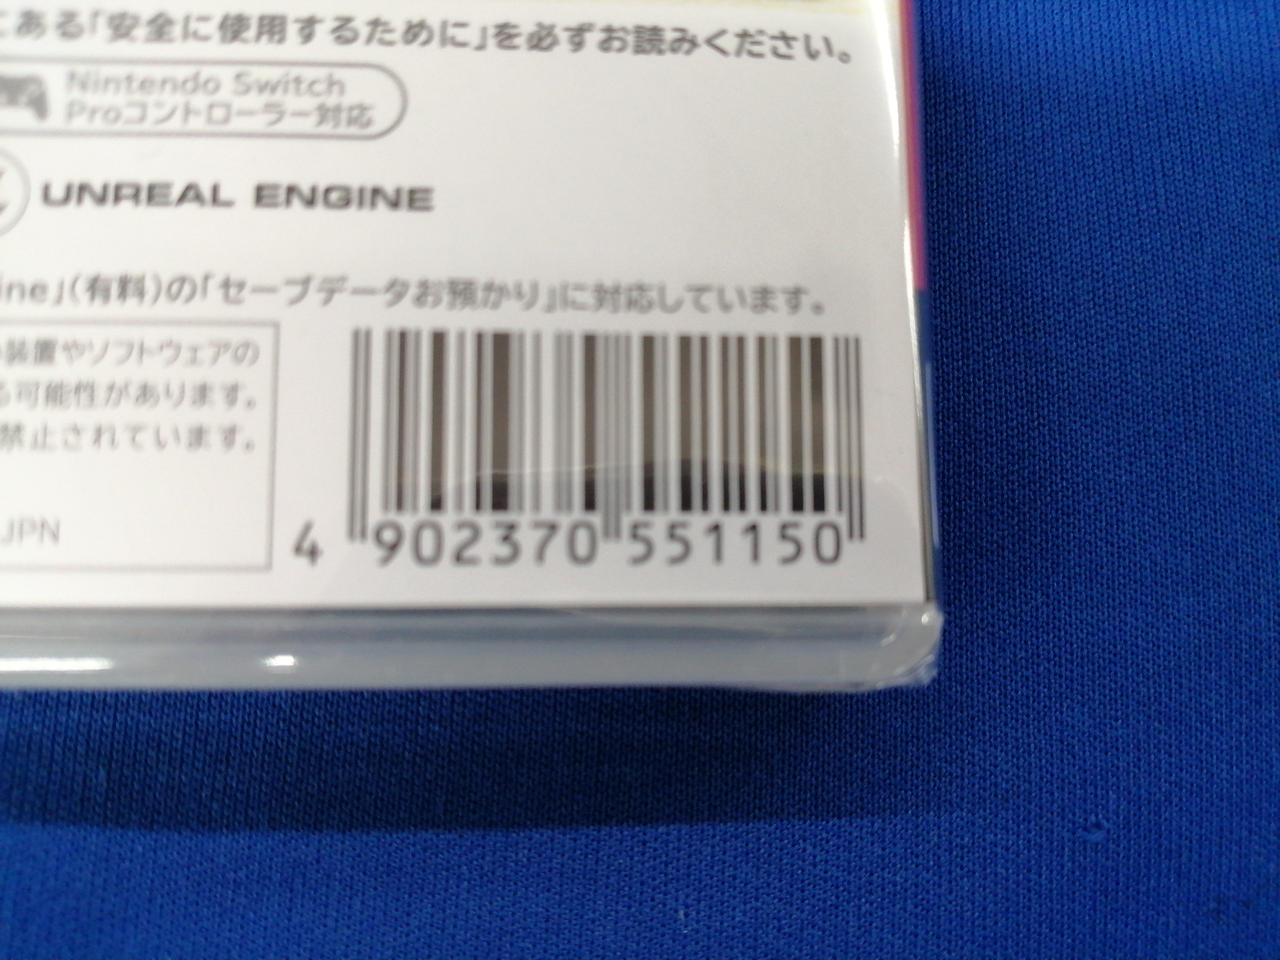 にある「安全に使用するために」を必ずお読みください。
Nintendo Switch
Proコントローラー対応
UNREAL ENGINE
ine」(有料)の「セーブデータお預かり」に対応しています。
装置やソフトウェアの
る可能性があります。
禁止されています。
JPN
4 902370 551150